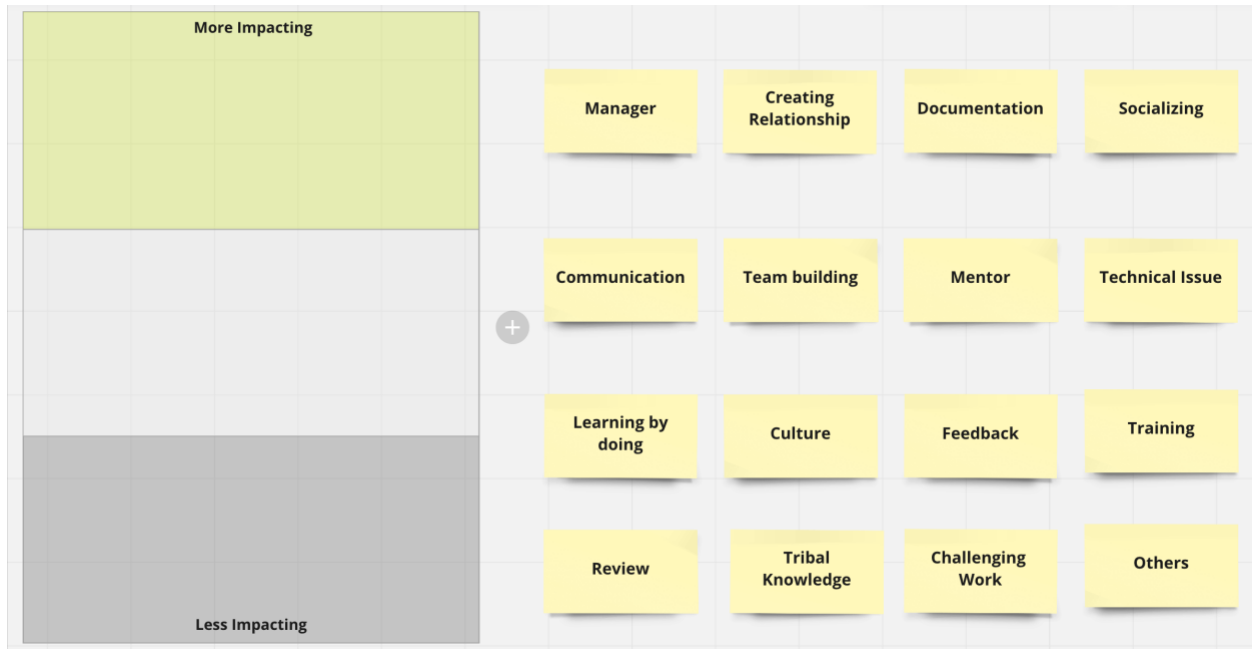 More Impacting
Less Impacting
Manager
Creating
Relationship
Documentation
Socializing
Communication
Team building
Mentor
Technical Issue
Learning by
doing
Culture
Feedback
Training
Review
Tribal
Knowledge
Challenging
Work
Others